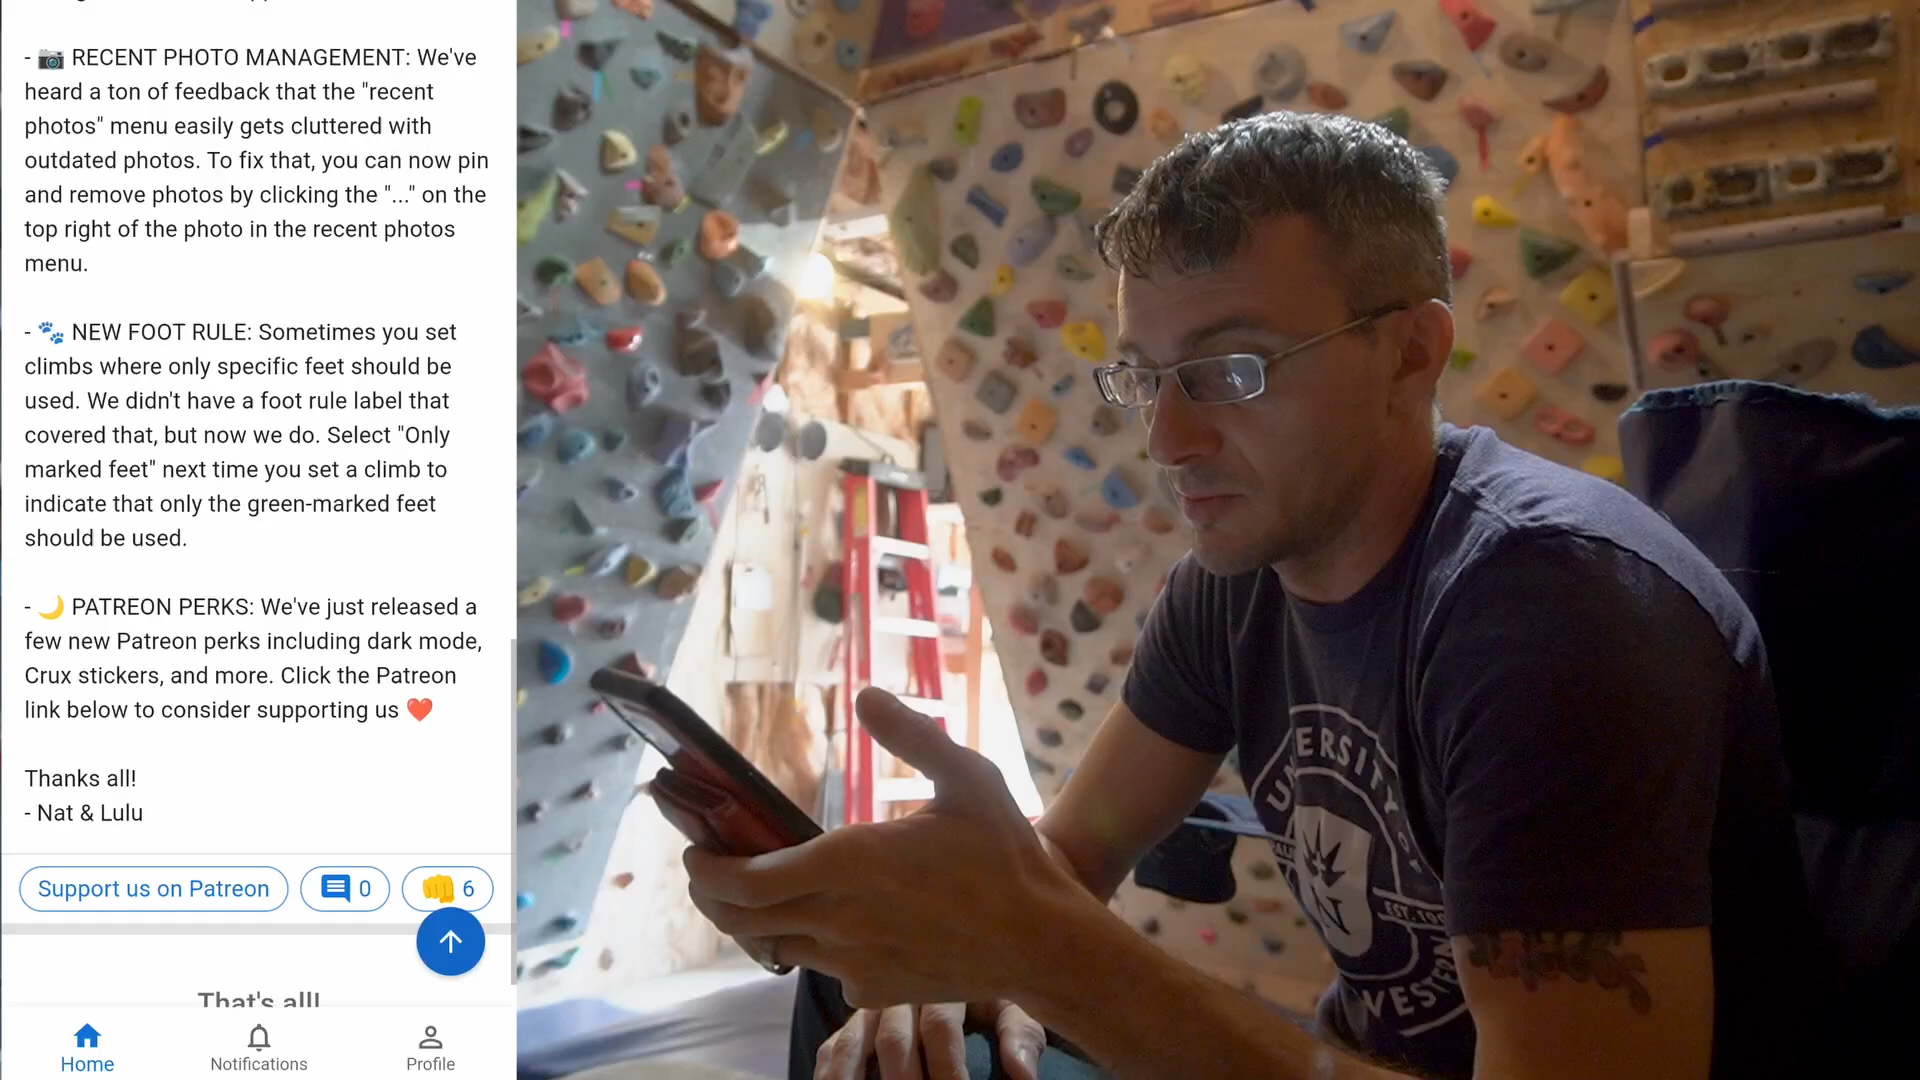 - 📷 RECENT PHOTO MANAGEMENT: We've
heard a ton of feedback that the "recent
photos" menu easily gets cluttered with
outdated photos. To fix that, you can now pin
and remove photos by clicking the "..." on the
top right of the photo in the recent photos
menu.
- 🐾 NEW FOOT RULE: Sometimes you set
climbs where only specific feet should be
used. We didn't have a foot rule label that
covered that, but now we do. Select "Only
marked feet" next time you set a climb to
indicate that only the green-marked feet
should be used.
- 🌙 PATREON PERKS: We've just released a
few new Patreon perks including dark mode,
Crux stickers, and more. Click the Patreon
link below to consider supporting us ❤️
Thanks all!
- Nat & Lulu
Support us on Patreon 0 👊 6
That's all!
Home Notifications Profile
UNIVERSITY OF
EST. 190
WESTERN